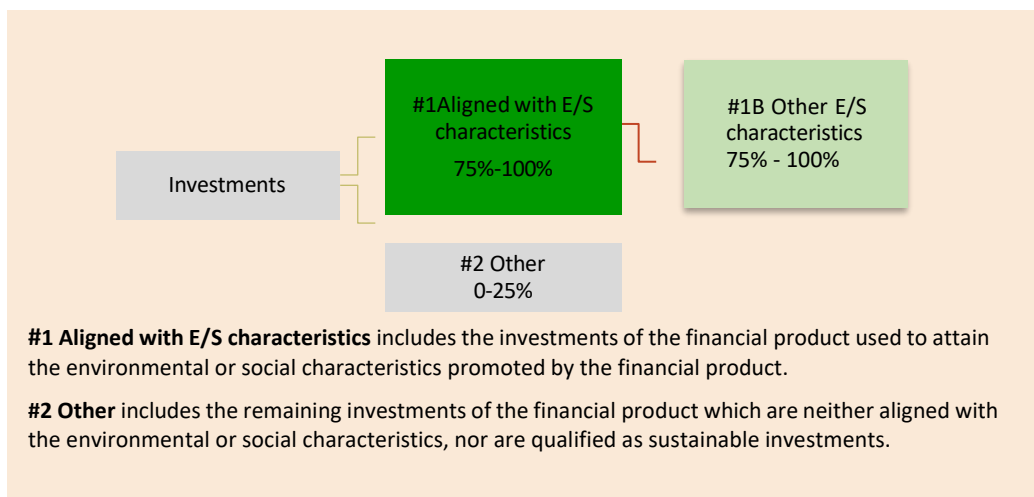 #1Aligned with E/S
characteristics
75%-100%
#1B Other E/S
characteristics
75% - 100%
Investments
#2 Other
0-25%
#1 Aligned with E/S characteristics includes the investments of the financial product used to attain
the environmental or social characteristics promoted by the financial product.
#2 Other includes the remaining investments of the financial product which are neither aligned with
the environmental or social characteristics, nor are qualified as sustainable investments.